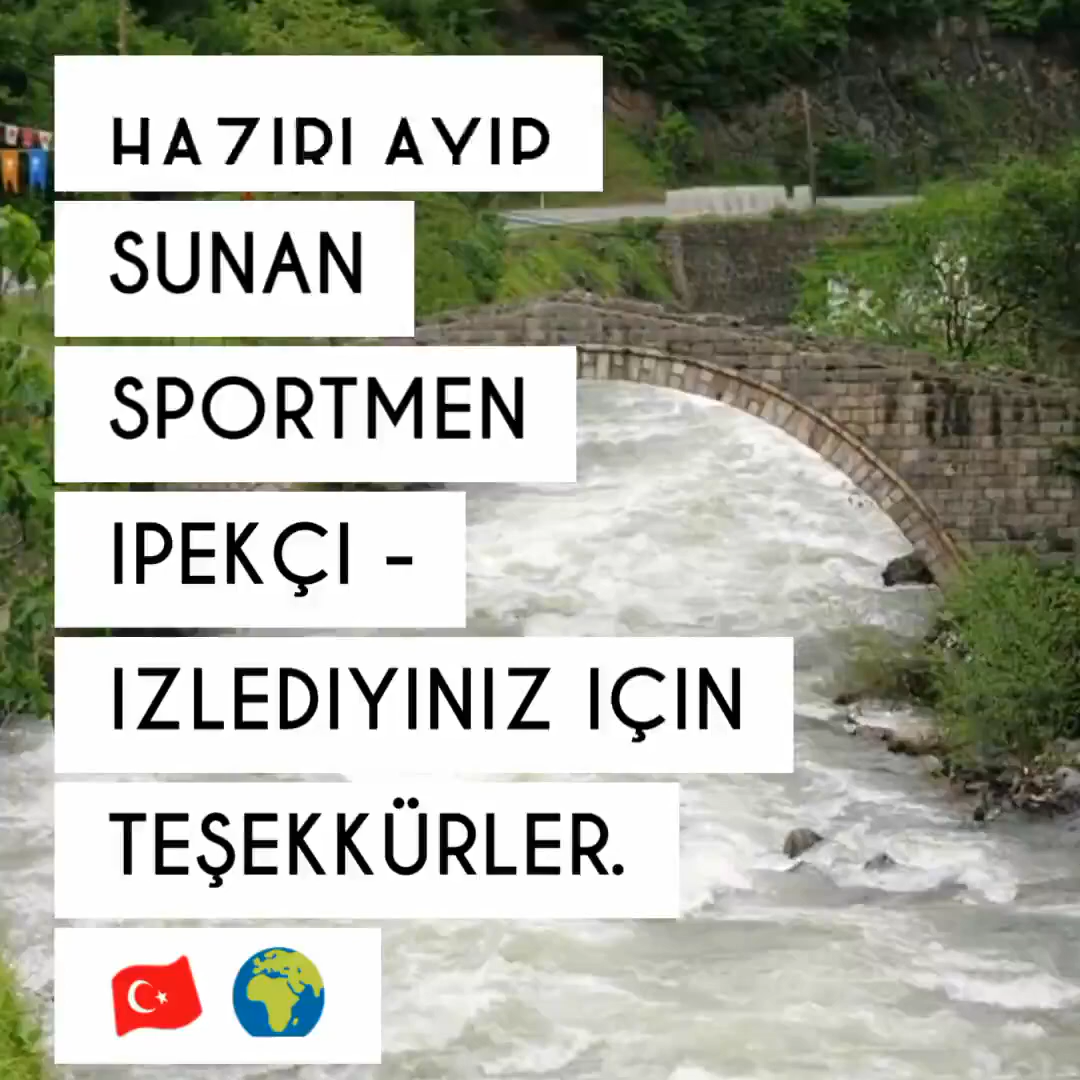 HAZIRLAYIP
SUNAN
SPORTMEN
IPEKÇI -
IZLEDIYINIZ IÇIN
TEŞEKKÜRLER.